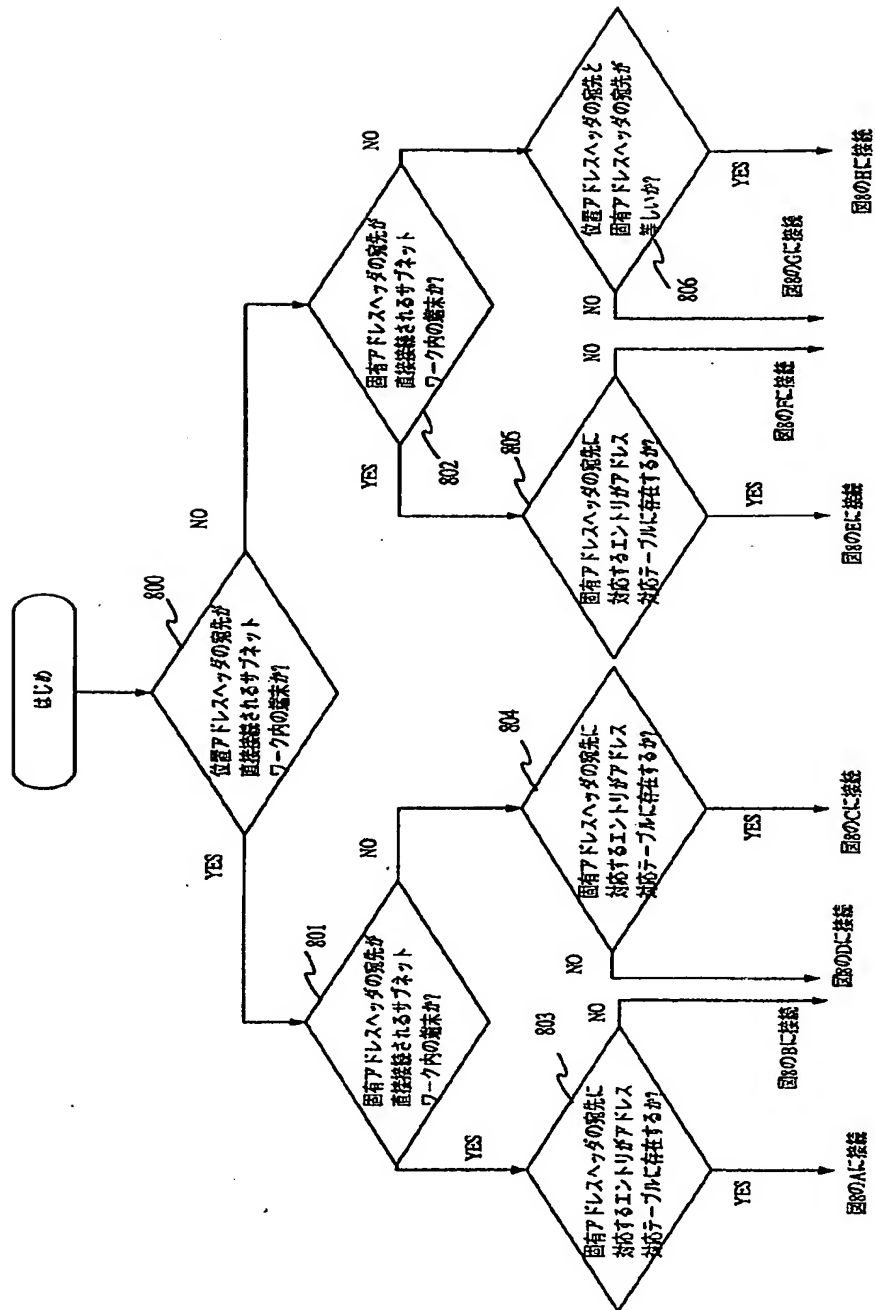 はじめ
800
位置アドレスヘッダの宛先が
直接接続されるサブネット
ワーク内の端末か?
YES
NO
801
固有アドレスヘッダの宛先が
直接接続されるサブネット
ワーク内の端末か?
YES
NO
802
固有アドレスヘッダの宛先が
直接接続されるサブネット
ワーク内の端末か?
YES
NO
803
固有アドレスヘッダの宛先に
対応するエントリがアドレス
対応テーブルに存在するか?
YES
NO
804
固有アドレスヘッダの宛先に
対応するエントリがアドレス
対応テーブルに存在するか?
NO
YES
805
固有アドレスヘッダの宛先に
対応するエントリがアドレス
対応テーブルに存在するか?
YES
NO
806
位置アドレスヘッダの宛先と
固有アドレスヘッダの宛先が
等しいか?
NO
YES
図8のAに接続
図8のBに接続
図8のDに接続
図8のCに接続
図8のEに接続
図8のFに接続
図8のGに接続
図8のHに接続